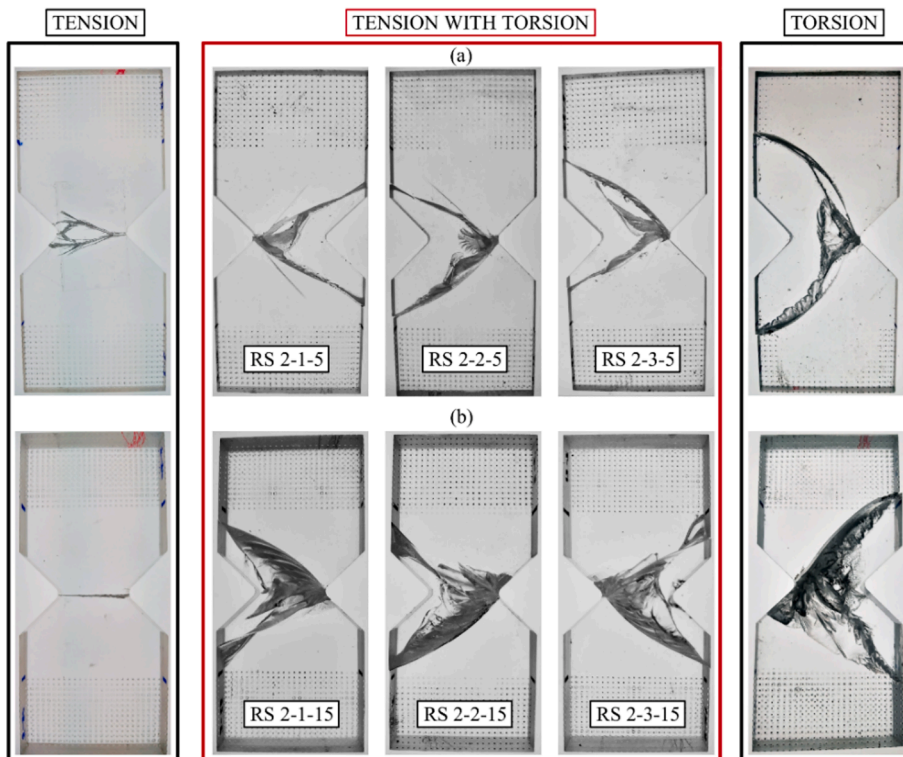 TENSION
TENSION WITH TORSION
TORSION
(a)
RS 2-1-5
RS 2-2-5
RS 2-3-5
(b)
RS 2-1-15
RS 2-2-15
RS 2-3-15